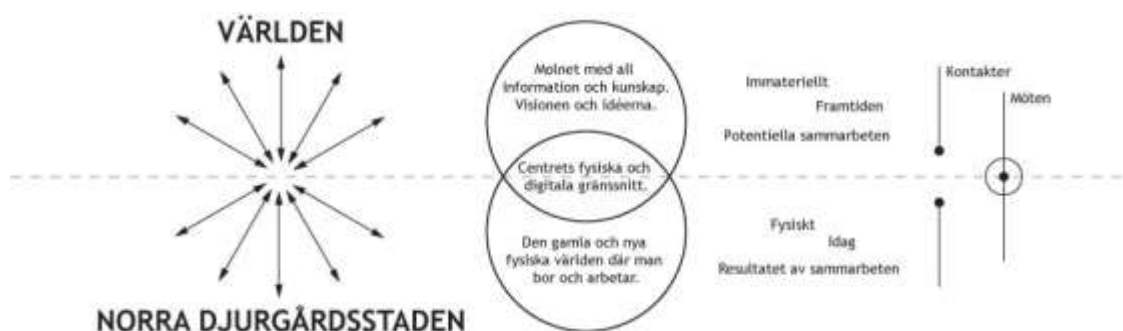 VÄRLDEN
NORRA DJURGÅRDSSTADEN
Molnet med all
information och kunskap.
Visionen och idéerna.
Centrets fysiska och
digitala gränssnitt.
Den gamla och nya
fysiska världen där man
bor och arbetar.
Immateriellt
Framtiden
Potentiella sammarbeten
Fysiskt
Idag
Resultatet av sammarbeten
Kontakter
Möten